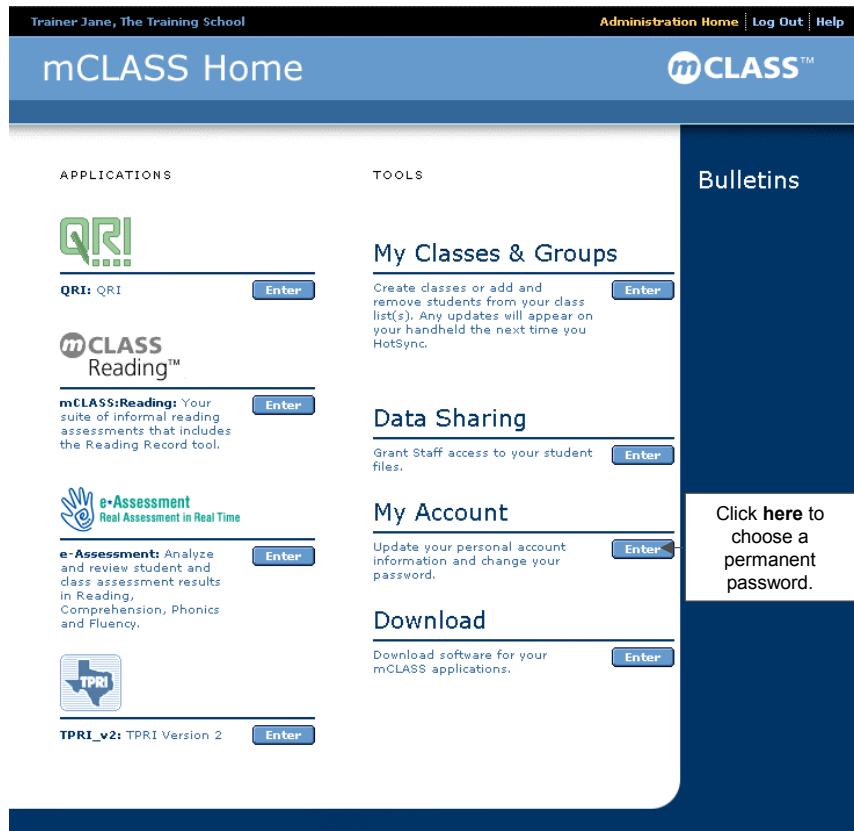 Trainer Jane, The Training School
Administration Home Log Out Help
mCLASS Home
mCLASS™
APPLICATIONS
QRI
QRI: QRI
Enter
mCLASS
Reading™
mCLASS:Reading: Your
suite of informal reading
assessments that includes
the Reading Record tool.
Enter
e•Assessment
Real Assessment in Real Time
e-Assessment: Analyze
and review student and
class assessment results
in Reading,
Comprehension, Phonics
and Fluency.
Enter
TPRI
TPRI_v2: TPRI Version 2
Enter
TOOLS
My Classes & Groups
Create classes or add and
remove students from your class
list(s). Any updates will appear on
your handheld the next time you
HotSync.
Enter
Data Sharing
Grant Staff access to your student
files.
Enter
My Account
Update your personal account
information and change your
password.
Enter
Download
Download software for your
mCLASS applications.
Enter
Bulletins
Click here to
choose a
permanent
password.